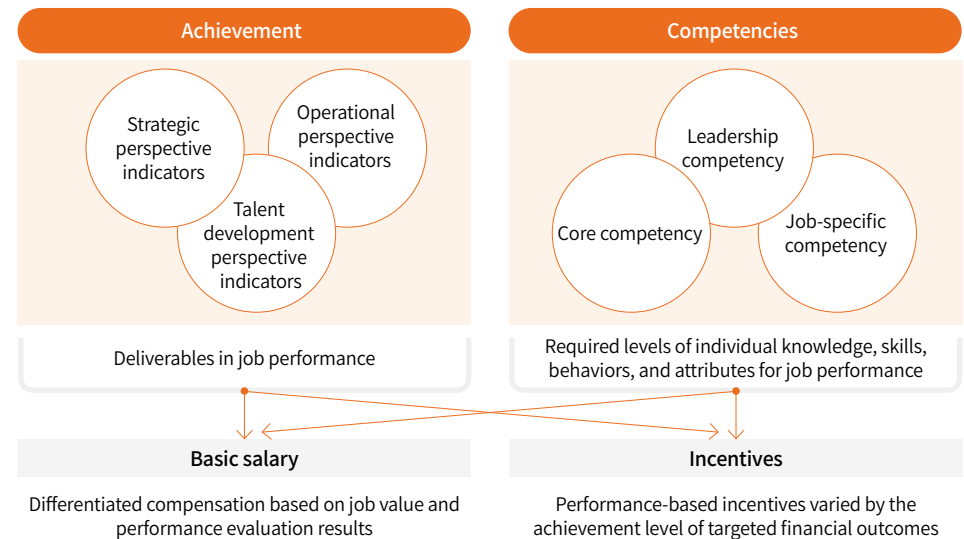 Achievement
Strategic
perspective
indicators
Operational
perspective
indicators
Talent
development
perspective
indicators
Deliverables in job performance
Competencies
Leadership
competency
Core competency
Job-specific
competency
Required levels of individual knowledge, skills,
behaviors, and attributes for job performance
Basic salary
Differentiated compensation based on job value and
performance evaluation results
Incentives
Performance-based incentives varied by the
achievement level of targeted financial outcomes